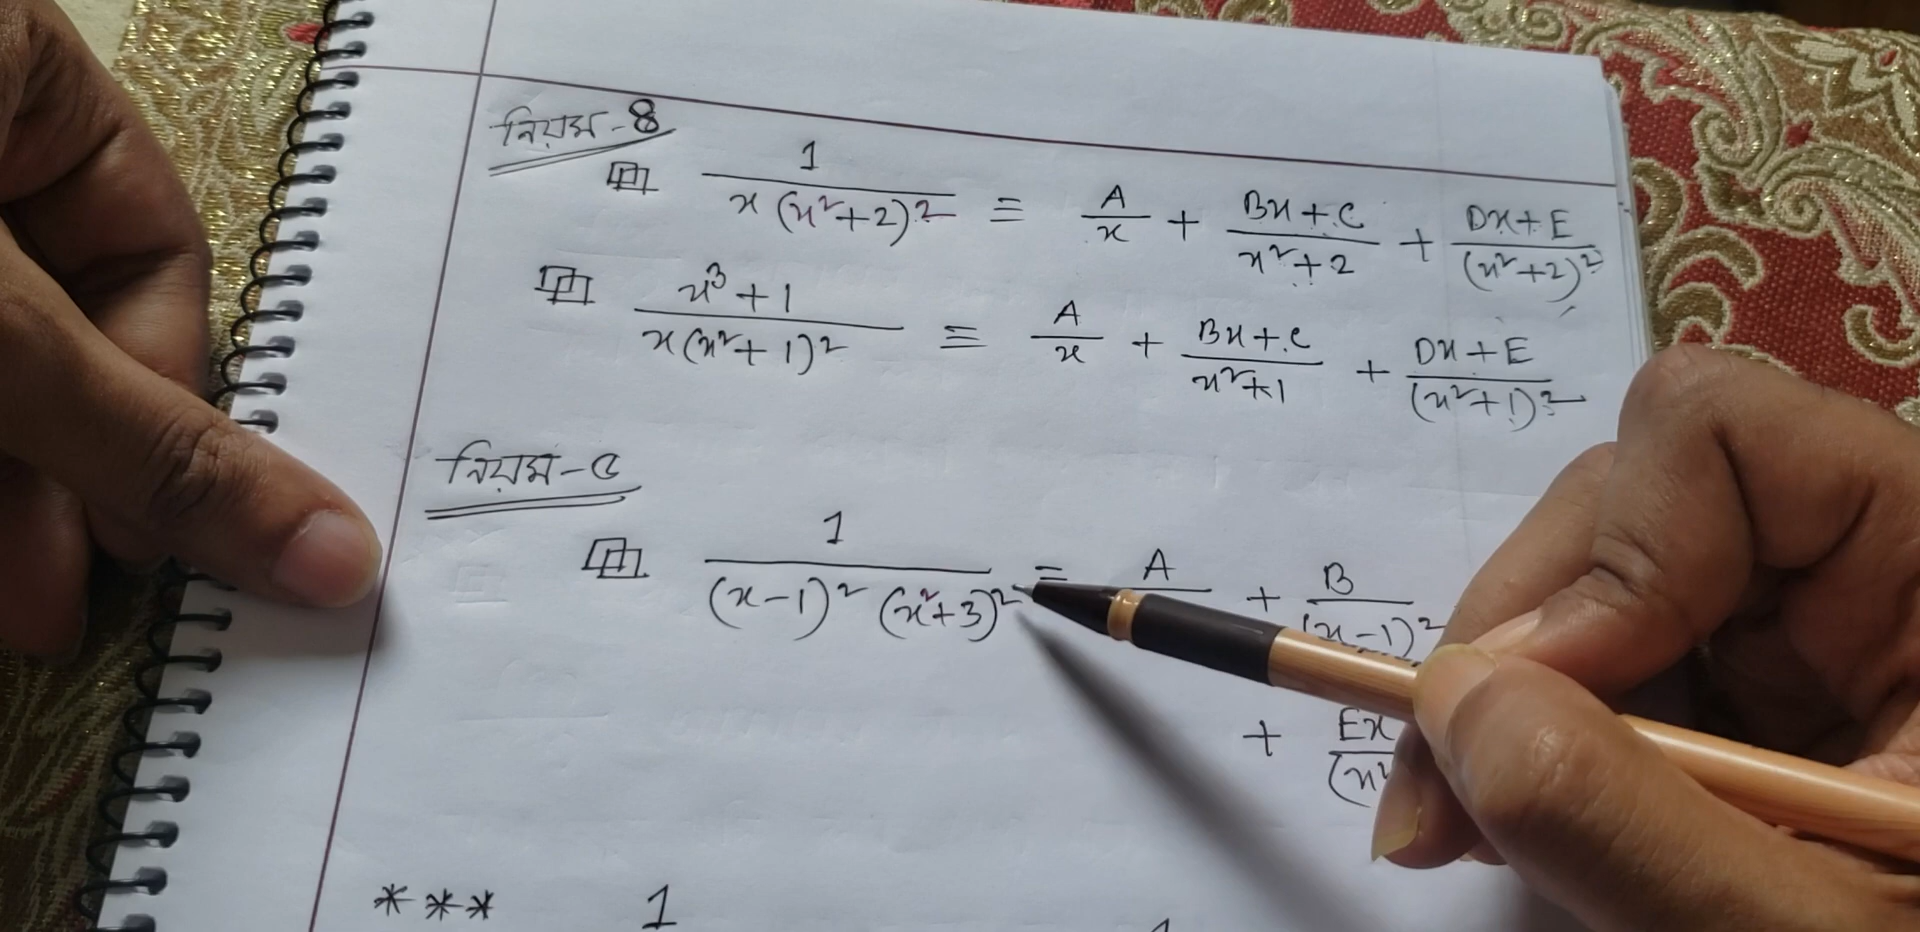 নিয়ম-৪
1/(x(x²+2)²) ≡ A/x + (Bx+C)/(x²+2) + (Dx+E)/(x²+2)²
(x³+1)/(x(x²+1)²) ≡ A/x + (Bx+C)/(x²+1) + (Dx+E)/(x²+1)²
নিয়ম-৫
1/((x-1)²(x²+3)²) = A + B/(x-1)²
+ Ex
*** 1